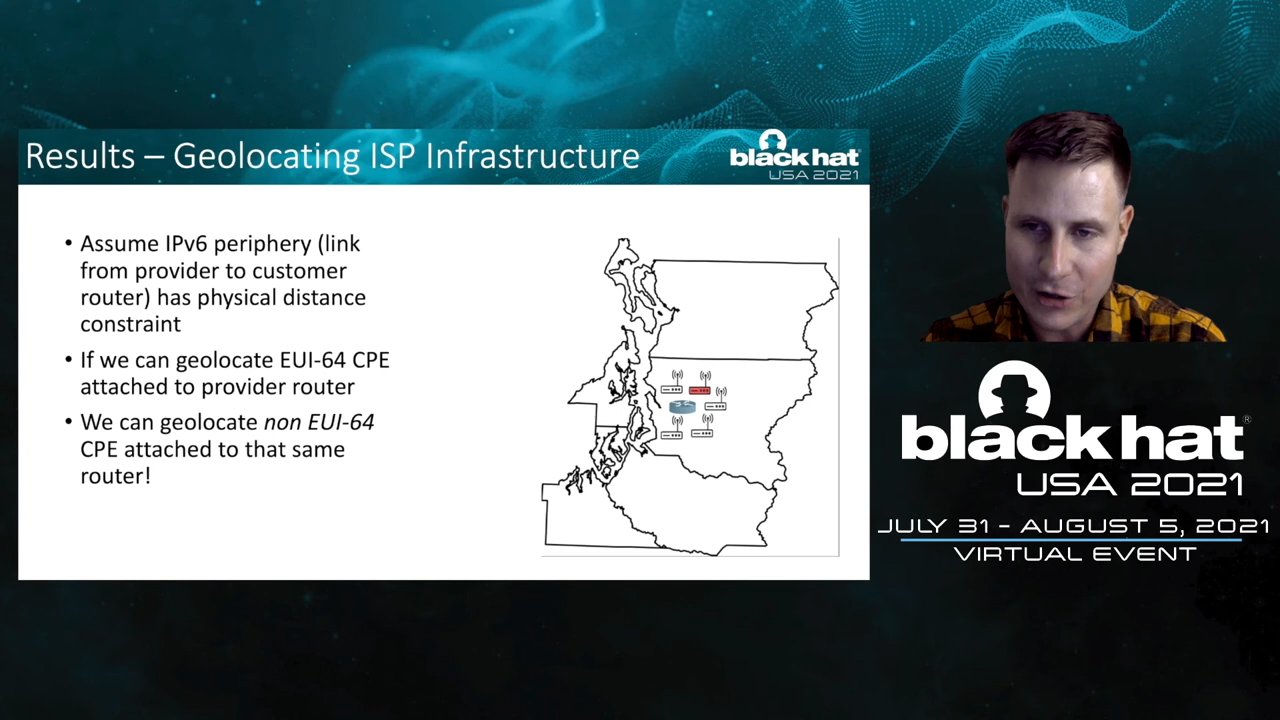 Results – Geolocating ISP Infrastructure
black hat
USA 2021
• Assume IPv6 periphery (link
from provider to customer
router) has physical distance
constraint
• If we can geolocate EUI-64 CPE
attached to provider router
• We can geolocate non EUI-64
CPE attached to that same
router!
black hat®
USA 2021
JULY 31 - AUGUST 5, 2021
VIRTUAL EVENT